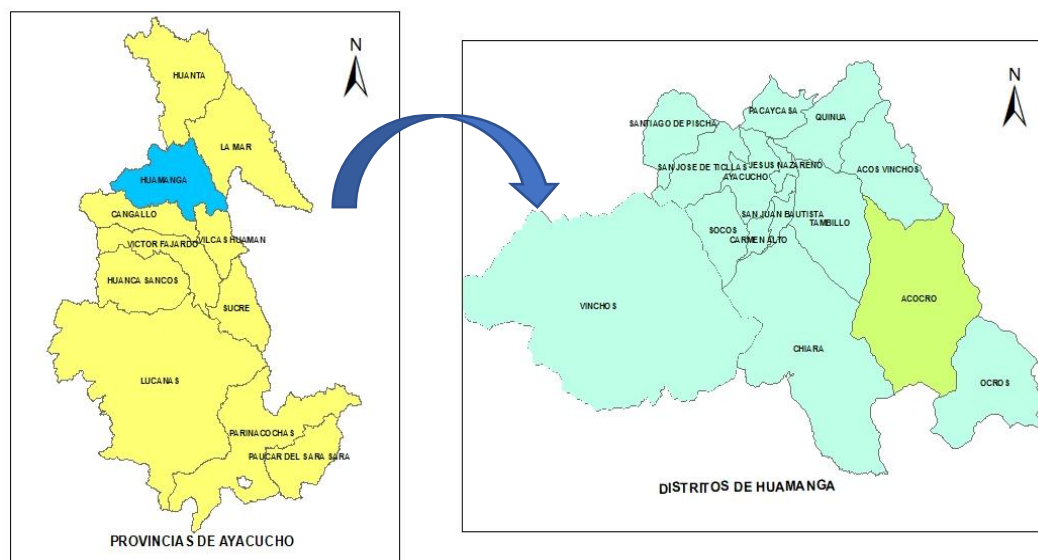 N
HUANTA
LA MAR
HUAMANGA
CANGALLO
VICTOR FAJARDO
VILCAS HUAMAN
HUANCA SANCOS
SUCRE
LUCANAS
PARINACOCHAS
PAUCAR DEL SARA SARA
PROVINCIAS DE AYACUCHO
N
PACAYCASA
QUINUA
SANTIAGO DE PISCHA
SAN JOSE DE TICLLAS
JESUS NAZARENO
AYACUCHO
ACOS VINCHOS
SAN JUAN BAUTISTA
TAMBILLO
SOCOS
CARMEN ALTO
ACOCRO
VINCHOS
CHIARA
OCROS
DISTRITOS DE HUAMANGA